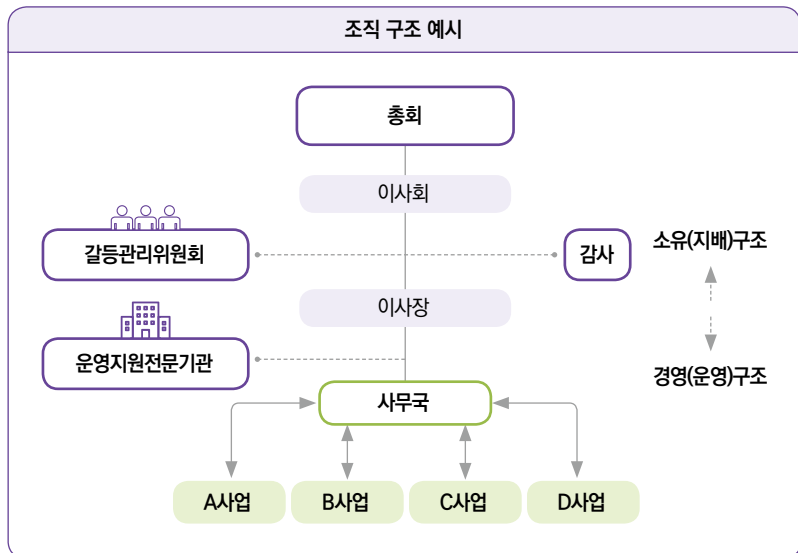 조직 구조 예시
총회
이사회
갈등관리위원회
감사
소유(지배)구조
이사장
운영지원전문기관
경영(운영)구조
사무국
A사업
B사업
C사업
D사업